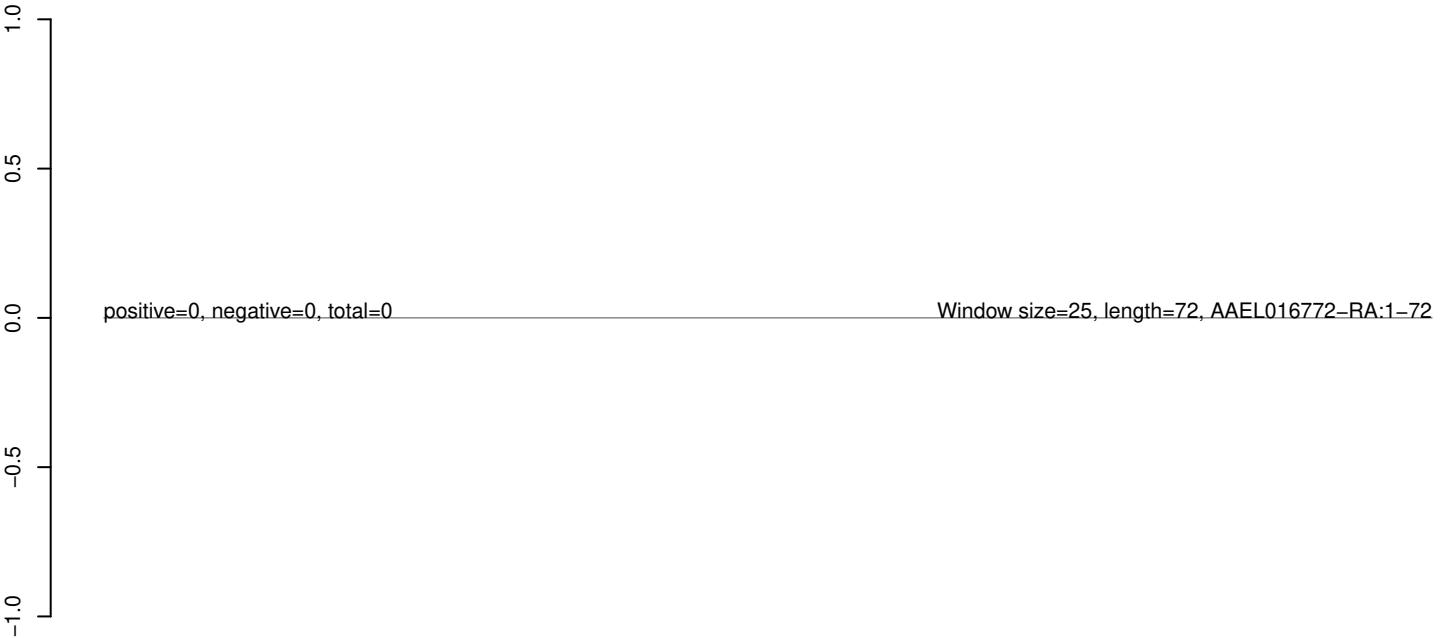 1.0
0.5
0.0
−0.5
−1.0
positive=0, negative=0, total=0
Window size=25, length=72, AAEL016772−RA:1−72